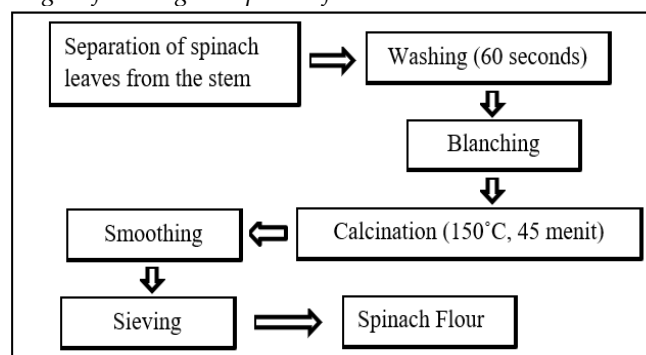 Separation of spinach
leaves from the stem
Washing (60 seconds)
Blanching
Calcination (150˚C, 45 menit)
Smoothing
Sieving
Spinach Flour